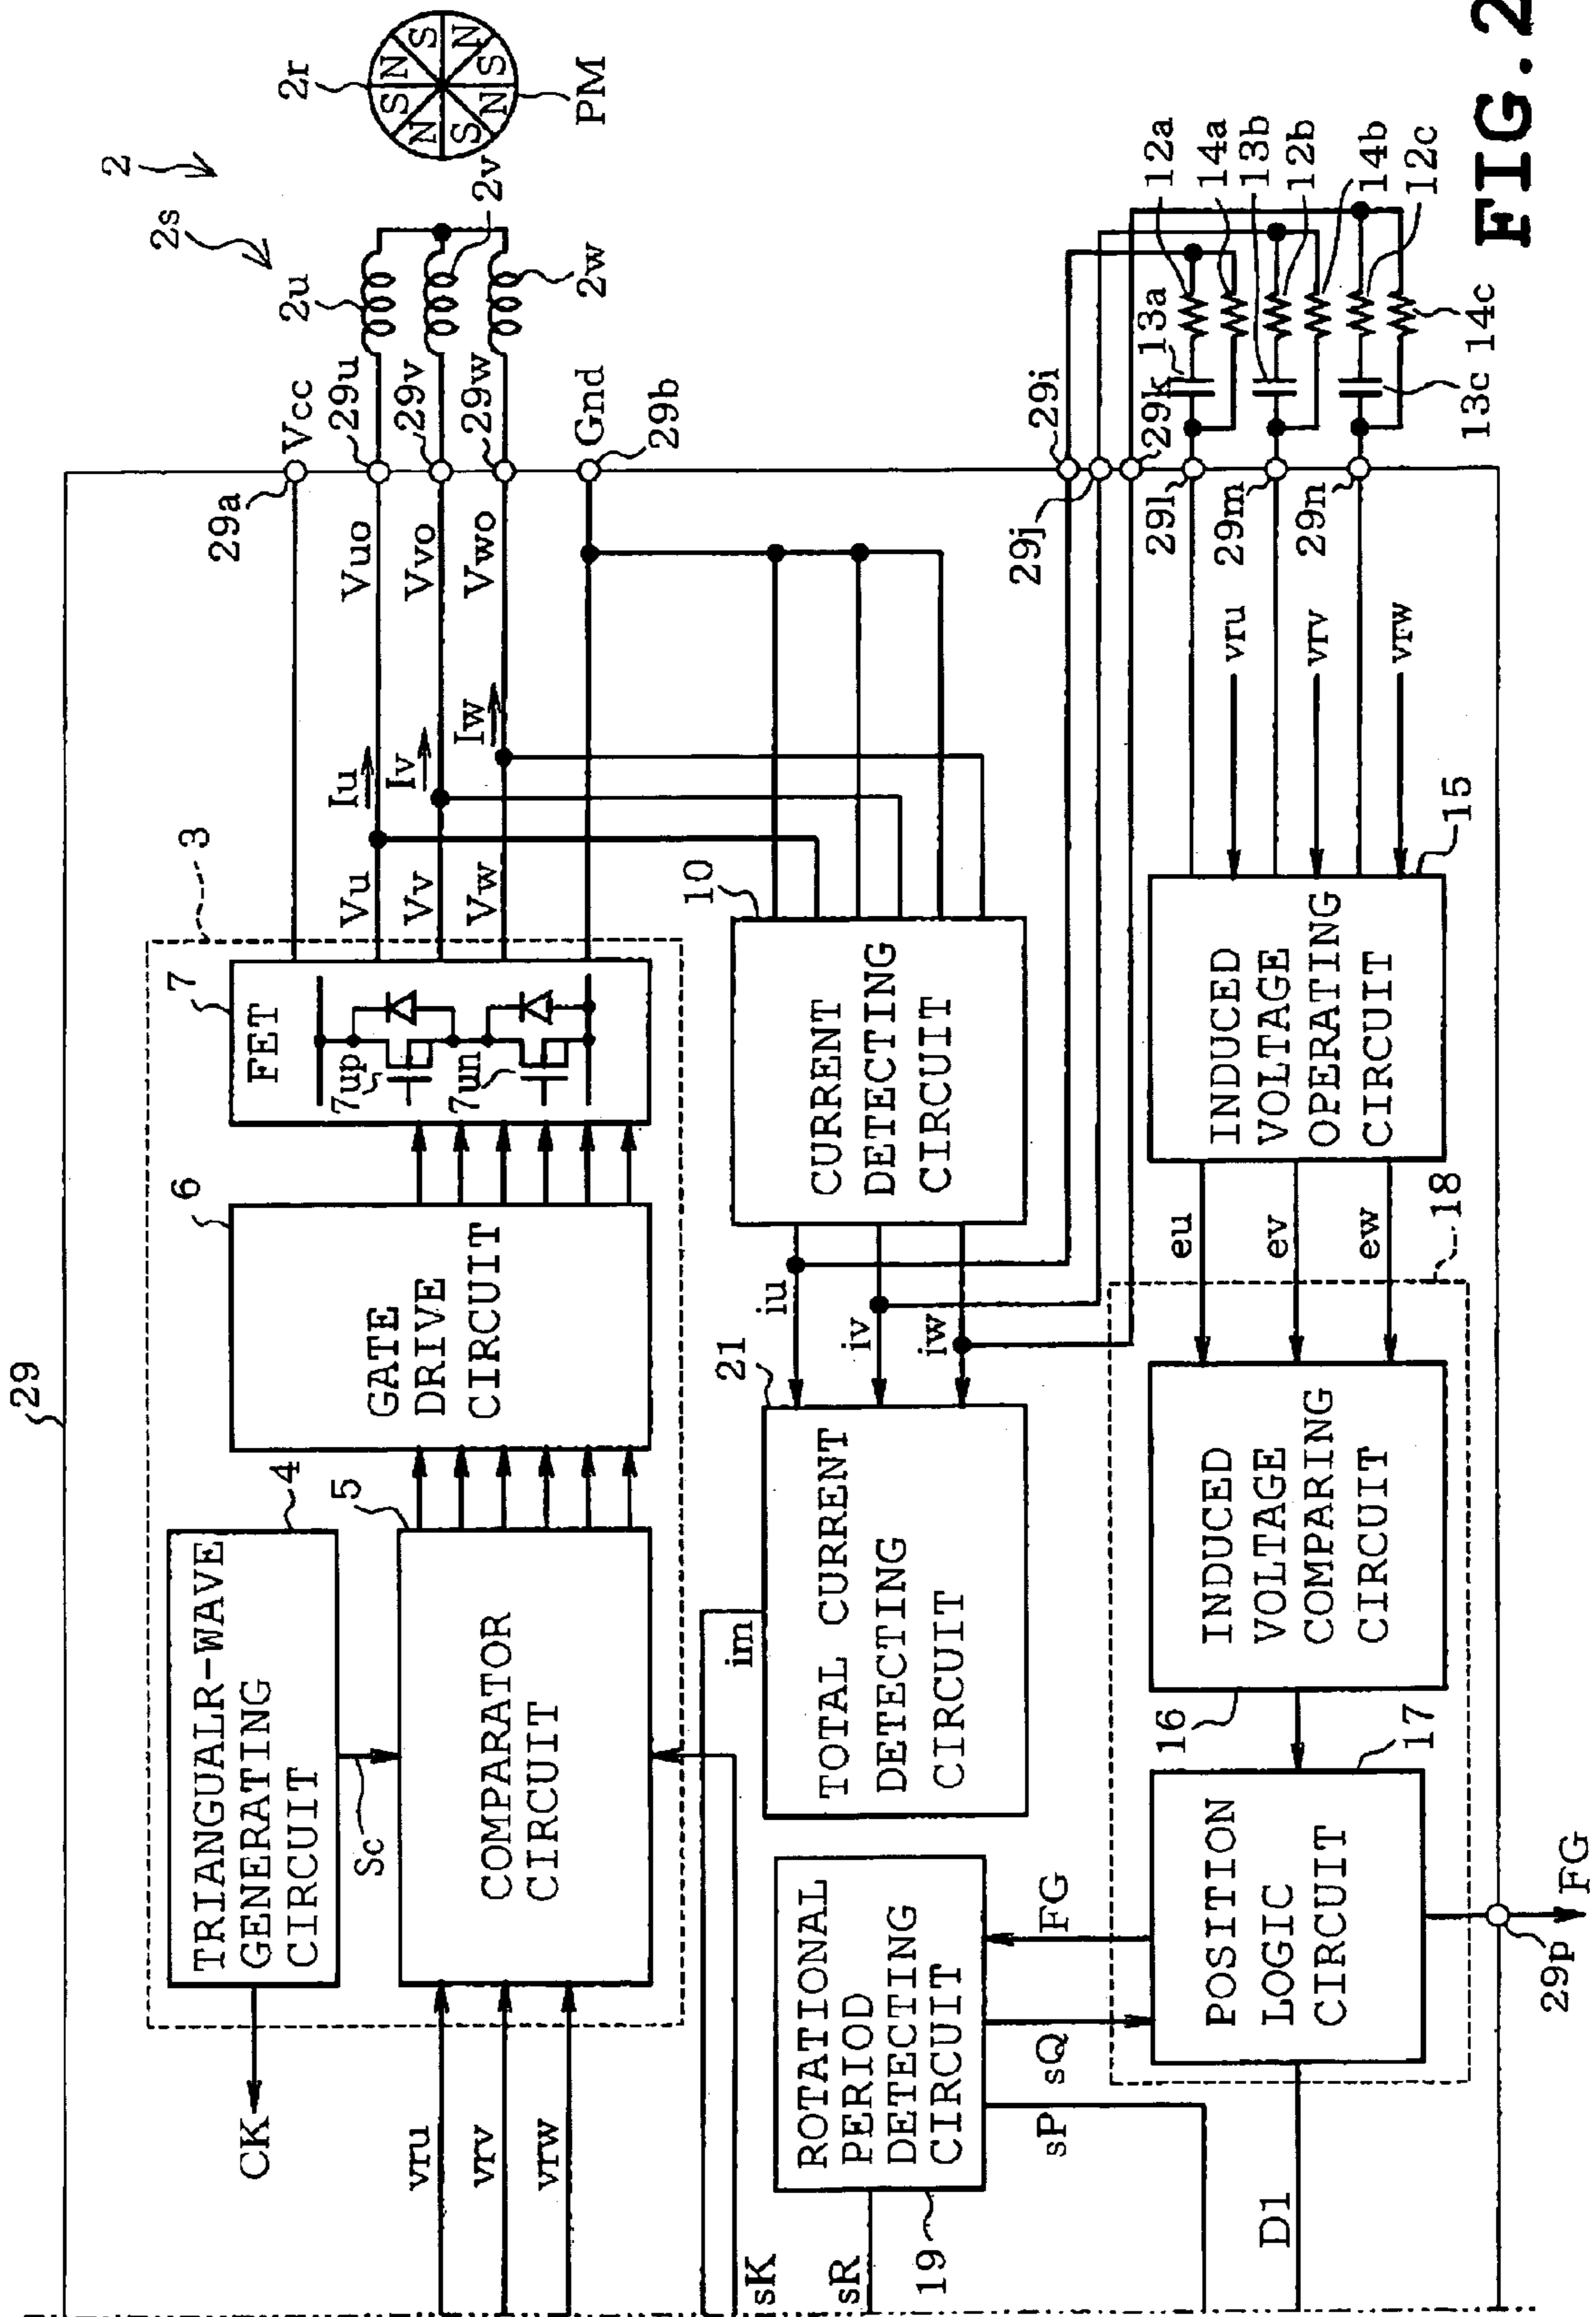 29
TRIANGUALR-WAVE
GENERATING
CIRCUIT
4
CK
Sc
5
COMPARATOR
CIRCUIT
vru
vrv
vrw
6
GATE
DRIVE
CIRCUIT
3
7
FET
7up
7un
Vu
Vv
Vw
Iu
Iv
Iw
Vuo
Vvo
Vwo
29a
Vcc
29u
29v
29w
Gnd
29b
2
2s
2u
2v
2w
2r
N
S
N
S
N
S
N
S
PM
sK
im
21
TOTAL CURRENT
DETECTING
CIRCUIT
iu
iv
iw
10
CURRENT
DETECTING
CIRCUIT
29i
29j
29k
29l
29m
29n
13a
12a
14a
13b
12b
14b
12c
13c
14c
sR
19
ROTATIONAL
PERIOD
DETECTING
CIRCUIT
FG
sQ
sP
D1
POSITION
LOGIC
CIRCUIT
17
16
INDUCED
VOLTAGE
COMPARING
CIRCUIT
18
eu
ev
ew
INDUCED
VOLTAGE
OPERATING
CIRCUIT
15
vru
vrv
vrw
29p
FG
FIG.2